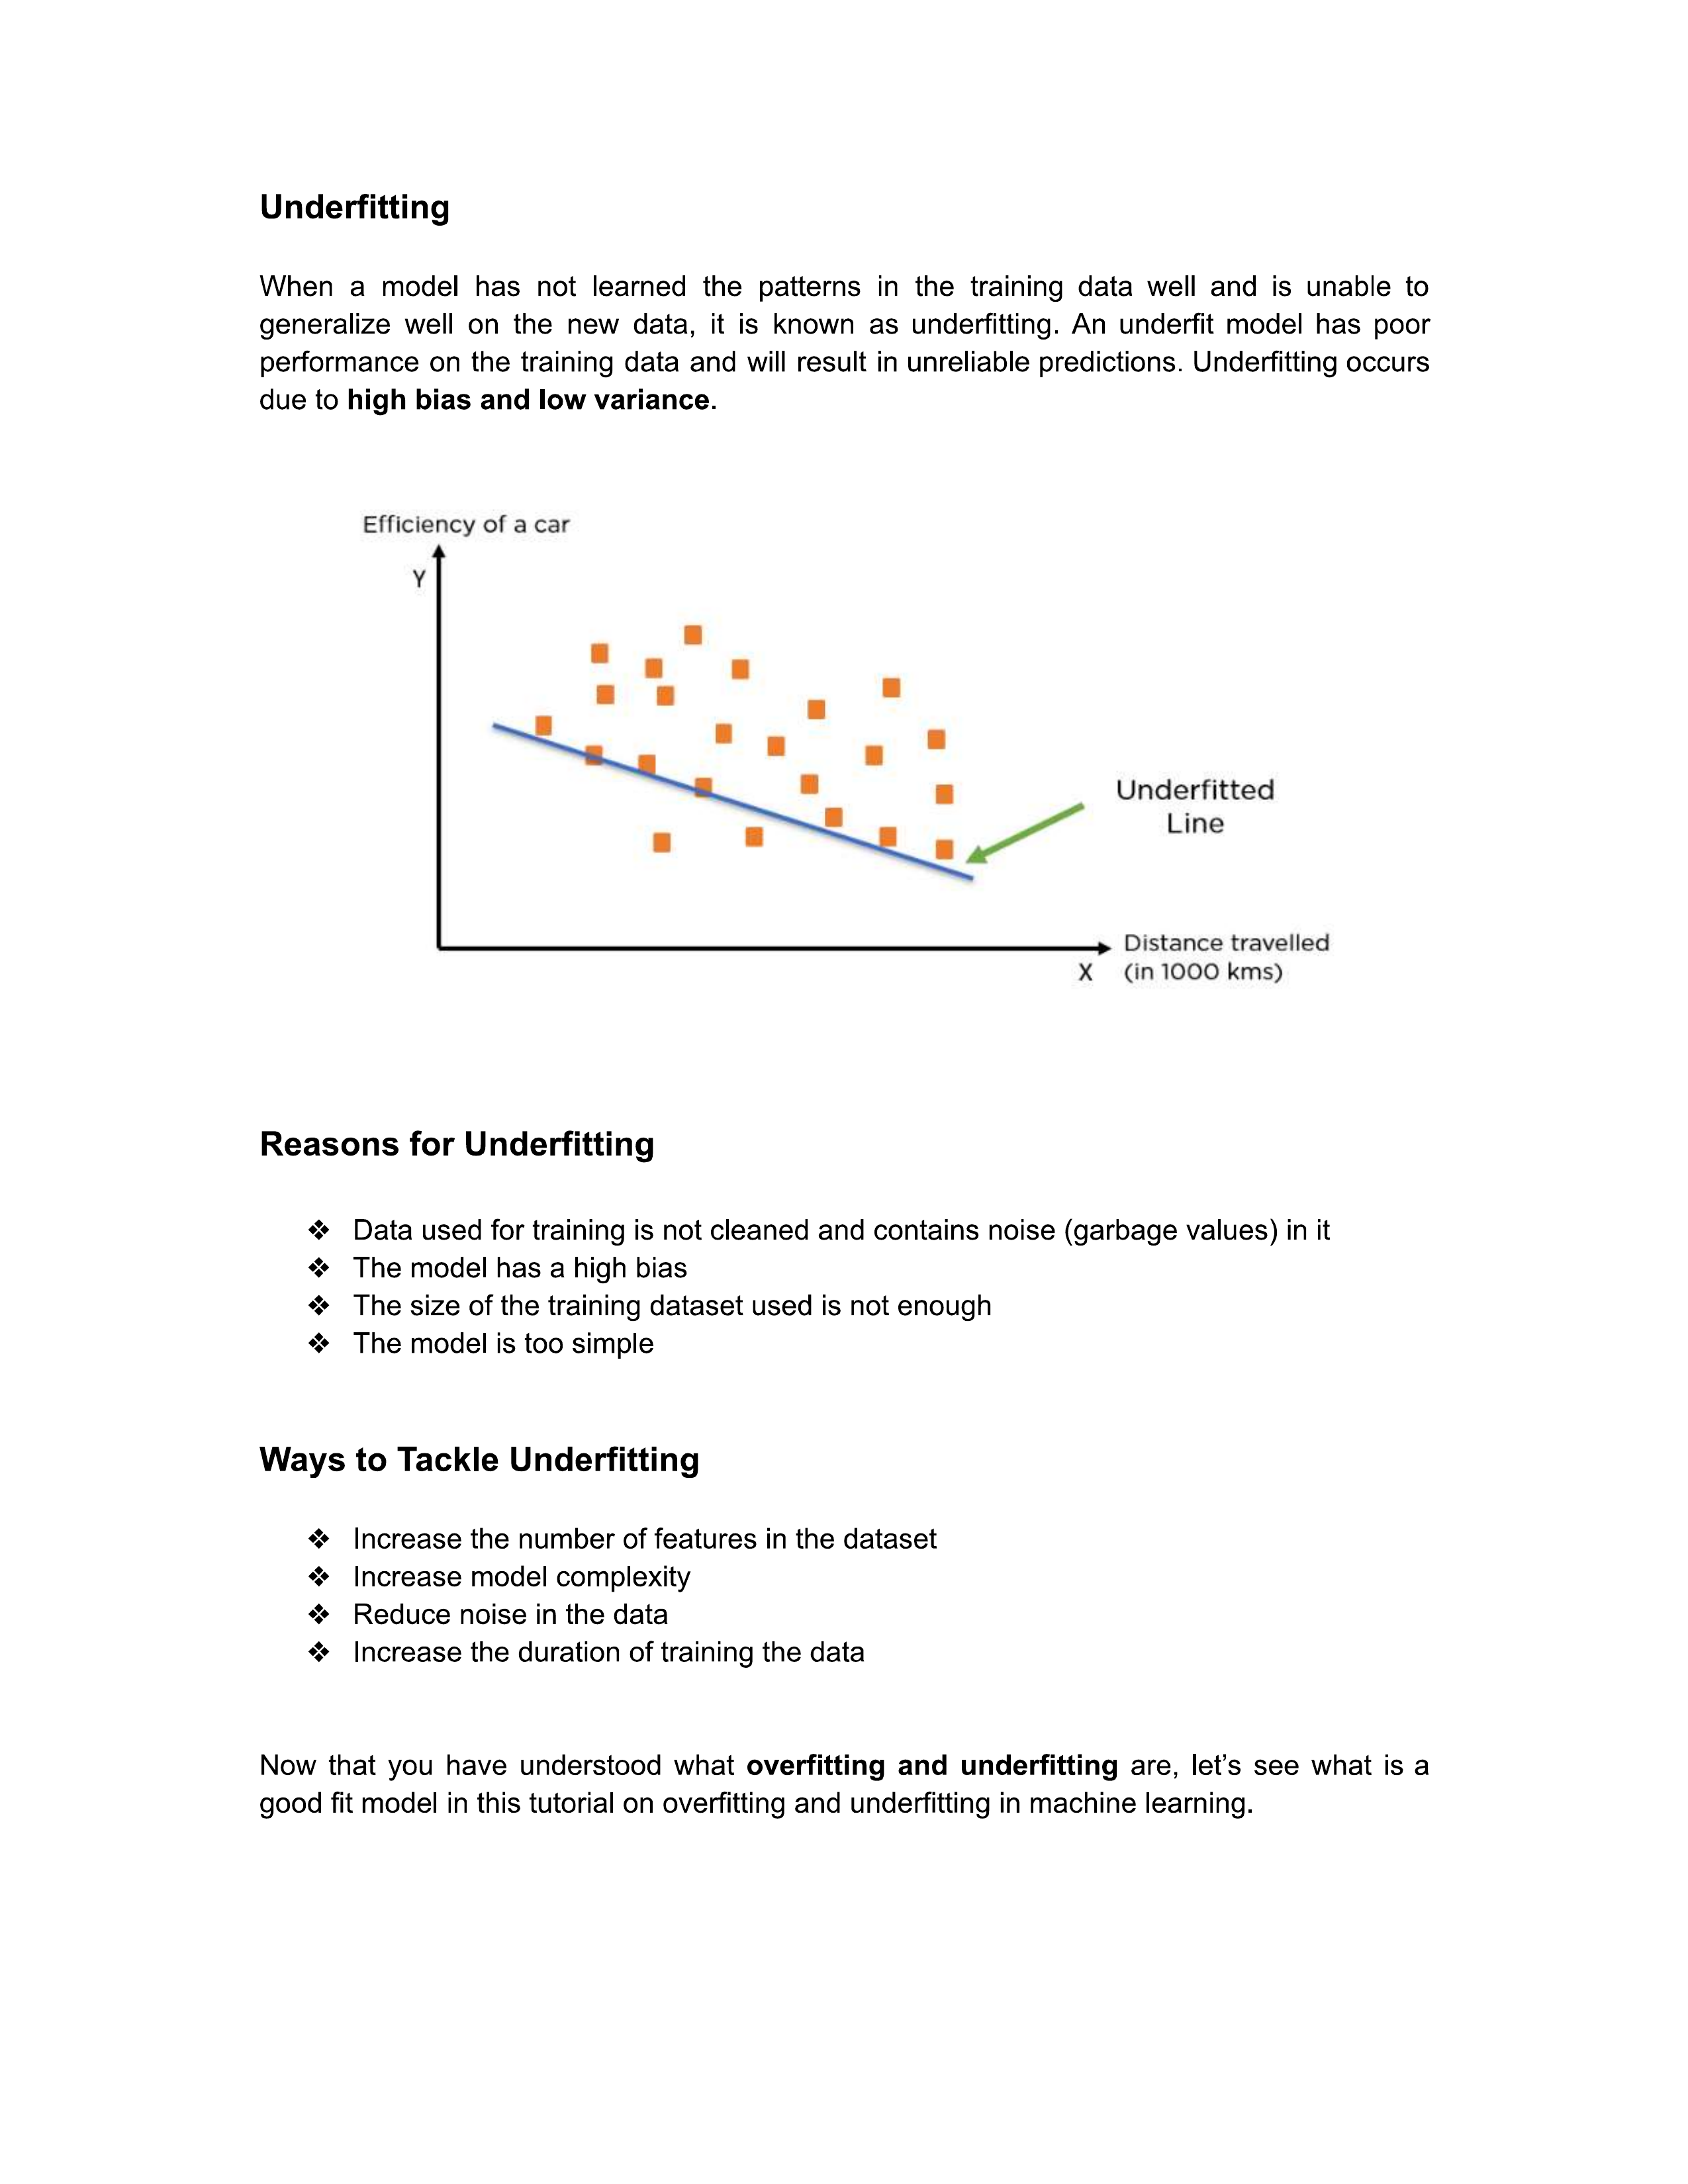 Underfitting
When a model has not learned the patterns in the training data well and is unable to
generalize well on the new data, it is known as underfitting. An underfit model has poor
performance on the training data and will result in unreliable predictions. Underfitting occurs
due to high bias and low variance.
Efficiency of a car
Y
Underfitted
Line
Distance travelled
X (in 1000 kms)
Reasons for Underfitting
❖ Data used for training is not cleaned and contains noise (garbage values) in it
❖ The model has a high bias
❖ The size of the training dataset used is not enough
❖ The model is too simple
Ways to Tackle Underfitting
❖ Increase the number of features in the dataset
❖ Increase model complexity
❖ Reduce noise in the data
❖ Increase the duration of training the data
Now that you have understood what overfitting and underfitting are, let’s see what is a
good fit model in this tutorial on overfitting and underfitting in machine learning.